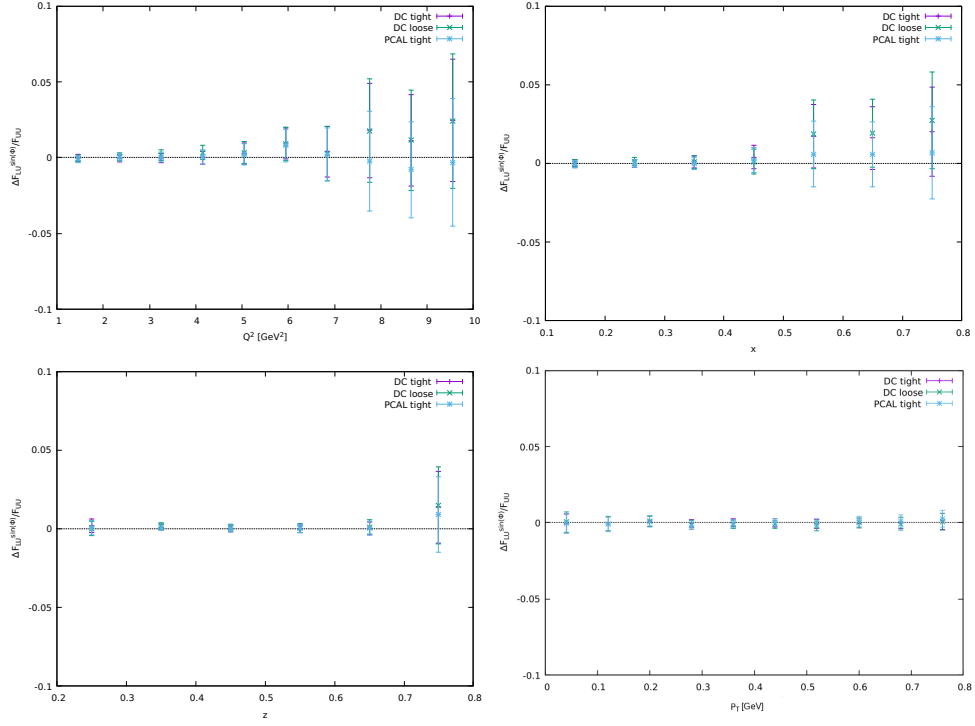 0.1
0.05
0
-0.05
-0.1
1 2 3 4 5 6 7 8 9 10
Q² [GeV²]
ΔF_LU^sin(Φ)/F_UU
DC tight
DC loose
PCAL tight
0.1
0.05
0
-0.05
-0.1
0.1 0.2 0.3 0.4 0.5 0.6 0.7 0.8
x
ΔF_LU^sin(Φ)/F_UU
DC tight
DC loose
PCAL tight
0.1
0.05
0
-0.05
-0.1
0.2 0.3 0.4 0.5 0.6 0.7 0.8
z
ΔF_LU^sin(Φ)/F_UU
DC tight
DC loose
PCAL tight
0.1
0.05
0
-0.05
-0.1
0 0.1 0.2 0.3 0.4 0.5 0.6 0.7 0.8
P_T [GeV]
ΔF_LU^sin(Φ)/F_UU
DC tight
DC loose
PCAL tight